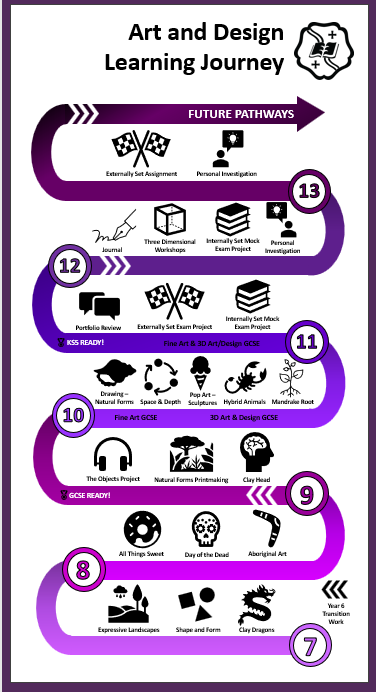 Art and Design
Learning Journey
FUTURE PATHWAYS
Externally Set Assignment
Personal Investigation
13
Journal
Three Dimensional
Workshops
Internally Set Mock
Exam Project
Personal
Investigation
12
Portfolio Review
Externally Set Exam Project
Internally Set Mock
Exam Project
KS5 READY!
Fine Art & 3D Art/Design GCSE
11
Drawing –
Natural Forms
Space & Depth
Pop Art –
Sculptures
Hybrid Animals
Mandrake Root
10
Fine Art GCSE
3D Art & Design GCSE
The Objects Project
Natural Forms Printmaking
Clay Head
GCSE READY!
9
All Things Sweet
Day of the Dead
Aboriginal Art
8
Year 6
Transition
Work
Expressive Landscapes
Shape and Form
Clay Dragons
7